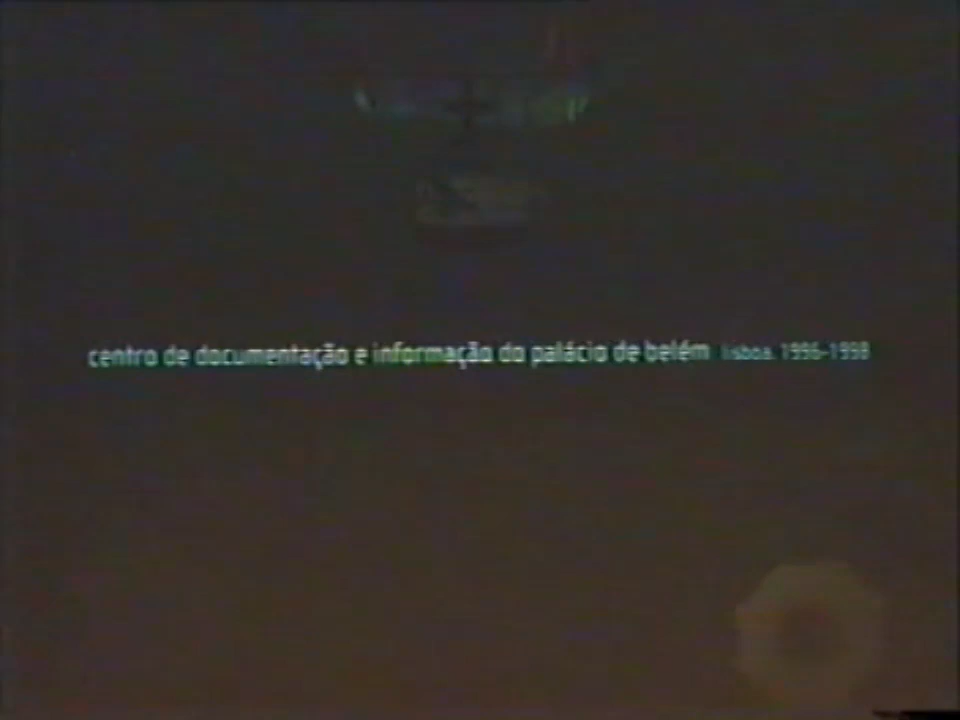 centro de documentação e informação do palácio de belém lisboa. 1996-1998